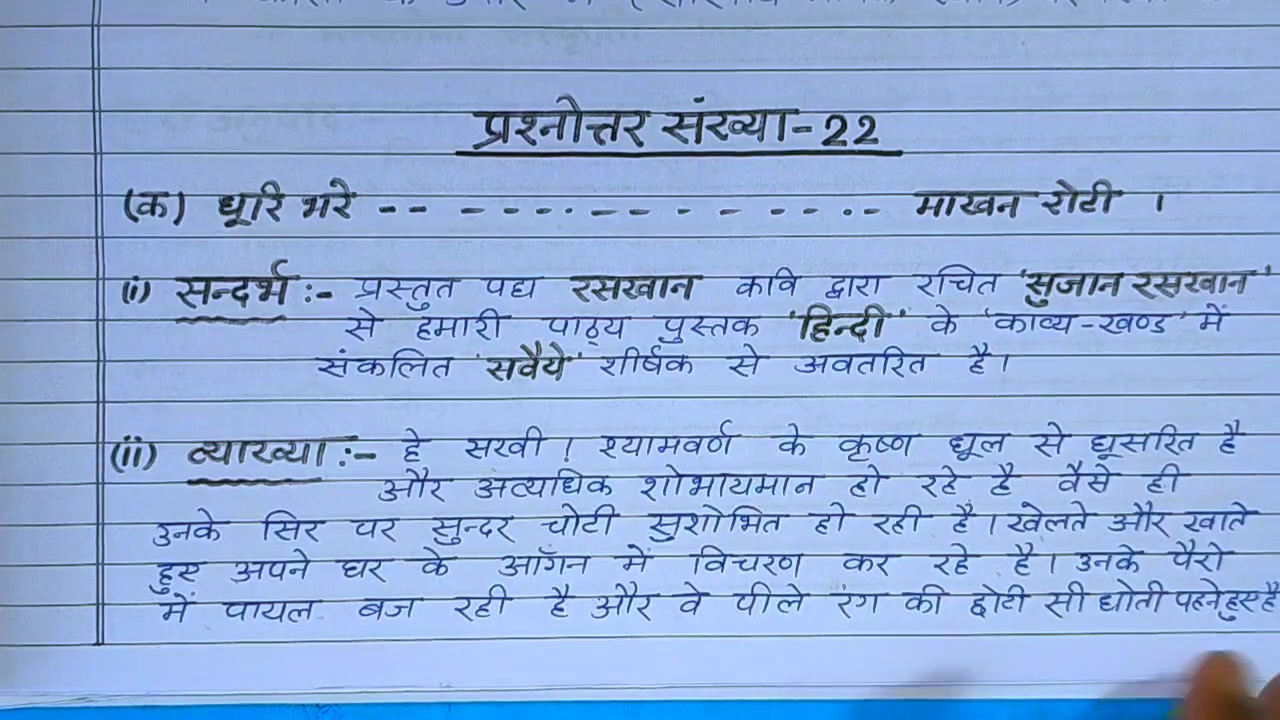 प्रश्नोत्तर संख्या-22
(क) धूरि भरे -- - - - - - - - - - - - - - - माखन रोटी ।
(i) सन्दर्भ :- प्रस्तुत पद्य रसखान कवि द्वारा रचित 'सुजान रसखान'
से हमारी पाठ्य पुस्तक 'हिन्दी' के 'काव्य-खण्ड' में
संकलित 'सवैये' शीर्षक से अवतरित है।
(ii) व्याख्या :- हे सखी ! श्यामवर्ण के कृष्ण धूल से धूसरित है
और अत्यधिक शोभायमान हो रहे है वैसे ही
उनके सिर पर सुन्दर चोटी सुशोभित हो रही है। खेलते और खाते
हुए अपने घर के आँगन में विचरण कर रहे है। उनके पैरो
में पायल बज रही है और वे पीले रंग की छोटी सी धोती पहने हुए है